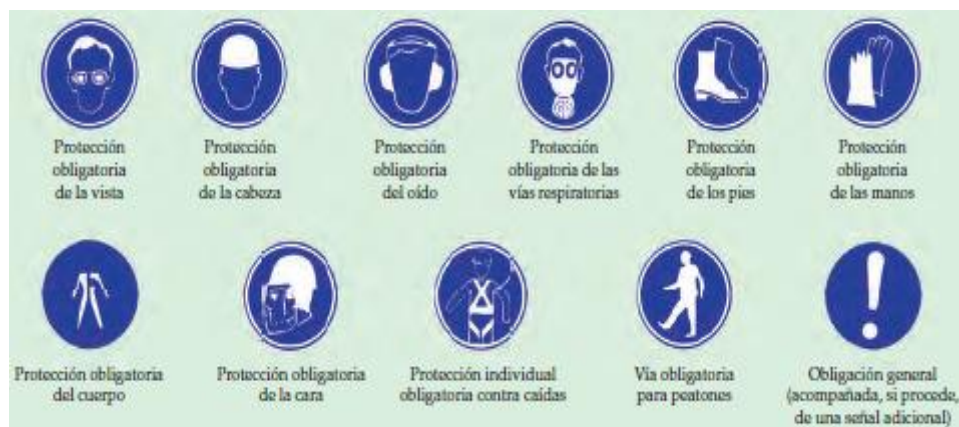 Protección
obligatoria
de la vista
Protección
obligatoria
de la cabeza
Protección
obligatoria
del oído
Protección
obligatoria de las
vías respiratorias
Protección
obligatoria
de los pies
Protección
obligatoria
de las manos
Protección obligatoria
del cuerpo
Protección obligatoria
de la cara
Protección individual
obligatoria contra caídas
Vía obligatoria
para peatones
Obligación general
(acompañada, si procede,
de una señal adicional)